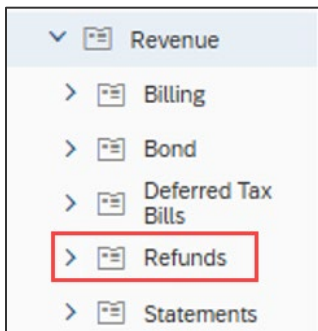 Revenue
Billing
Bond
Deferred Tax
Bills
Refunds
Statements